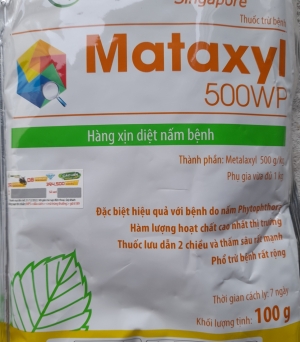 Singapore
Thuốc trừ bệnh
Mataxyl
500WP
Hàng xịn diệt nấm bệnh
Thành phần: Metalaxyl 500 g/kg
Phụ gia vừa đủ 1 kg
Đặc biệt hiệu quả với bệnh do nấm Phytophthora
Hàm lượng hoạt chất cao nhất thị trường
Thuốc lưu dẫn 2 chiều và thấm sâu rất mạnh
Phổ trừ bệnh rất rộng
Thời gian cách ly: 7 ngày
Khối lượng tịnh: 100 g